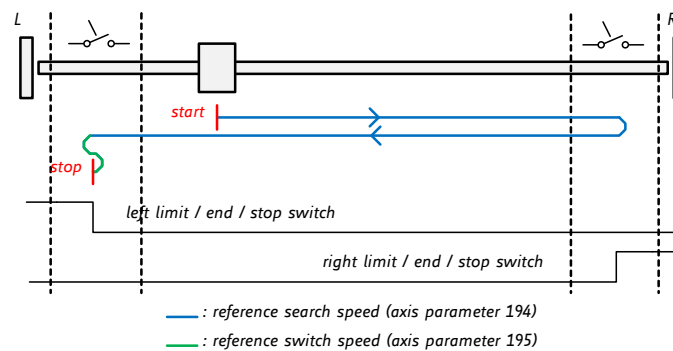 L
R
start
stop
left limit / end / stop switch
right limit / end / stop switch
: reference search speed (axis parameter 194)
: reference switch speed (axis parameter 195)